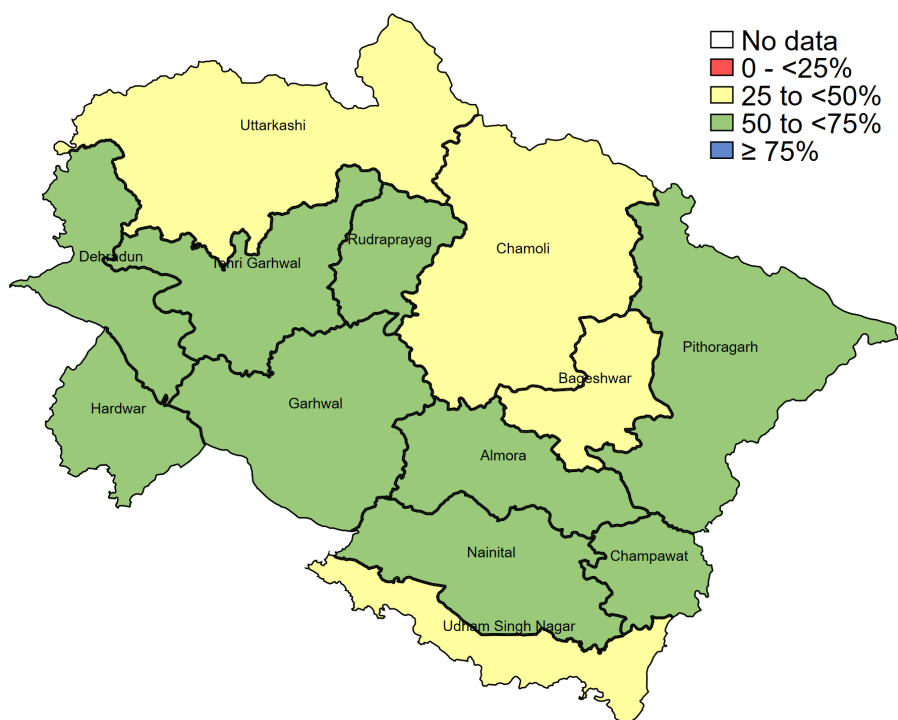 No data
0 - <25%
25 to <50%
50 to <75%
≥ 75%
Uttarkashi
Dehradun
Tehri Garhwal
Rudraprayag
Chamoli
Pithoragarh
Bageshwar
Hardwar
Garhwal
Almora
Nainital
Champawat
Udham Singh Nagar